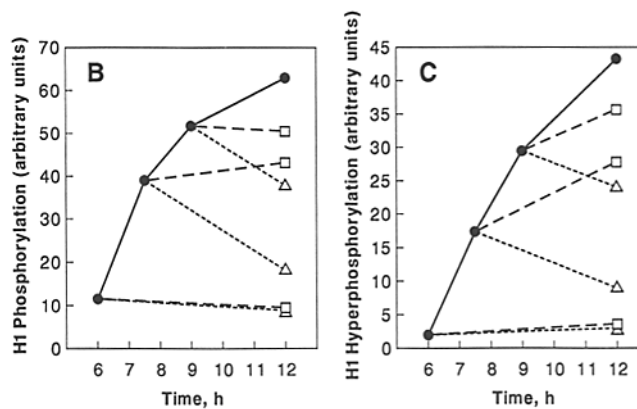 B
H1 Phosphorylation (arbitrary units)
70
60
50
40
30
20
10
0
6 7 8 9 10 11 12
Time, h
C
H1 Hyperphosphorylation (arbitrary units)
45
40
35
30
25
20
15
10
5
0
6 7 8 9 10 11 12
Time, h